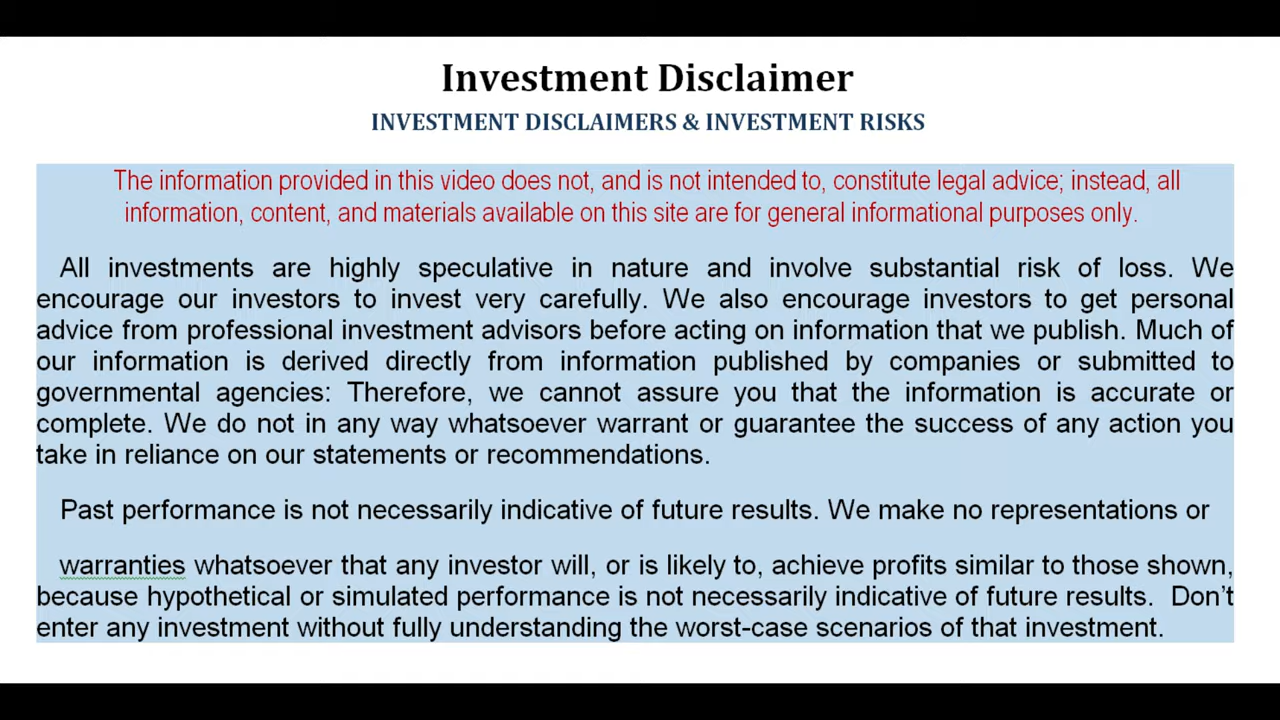 Investment Disclaimer
INVESTMENT DISCLAIMERS & INVESTMENT RISKS
The information provided in this video does not, and is not intended to, constitute legal advice; instead, all
information, content, and materials available on this site are for general informational purposes only.
All investments are highly speculative in nature and involve substantial risk of loss. We
encourage our investors to invest very carefully. We also encourage investors to get personal
advice from professional investment advisors before acting on information that we publish. Much of
our information is derived directly from information published by companies or submitted to
governmental agencies: Therefore, we cannot assure you that the information is accurate or
complete. We do not in any way whatsoever warrant or guarantee the success of any action you
take in reliance on our statements or recommendations.
Past performance is not necessarily indicative of future results. We make no representations or
warranties whatsoever that any investor will, or is likely to, achieve profits similar to those shown,
because hypothetical or simulated performance is not necessarily indicative of future results. Don’t
enter any investment without fully understanding the worst-case scenarios of that investment.